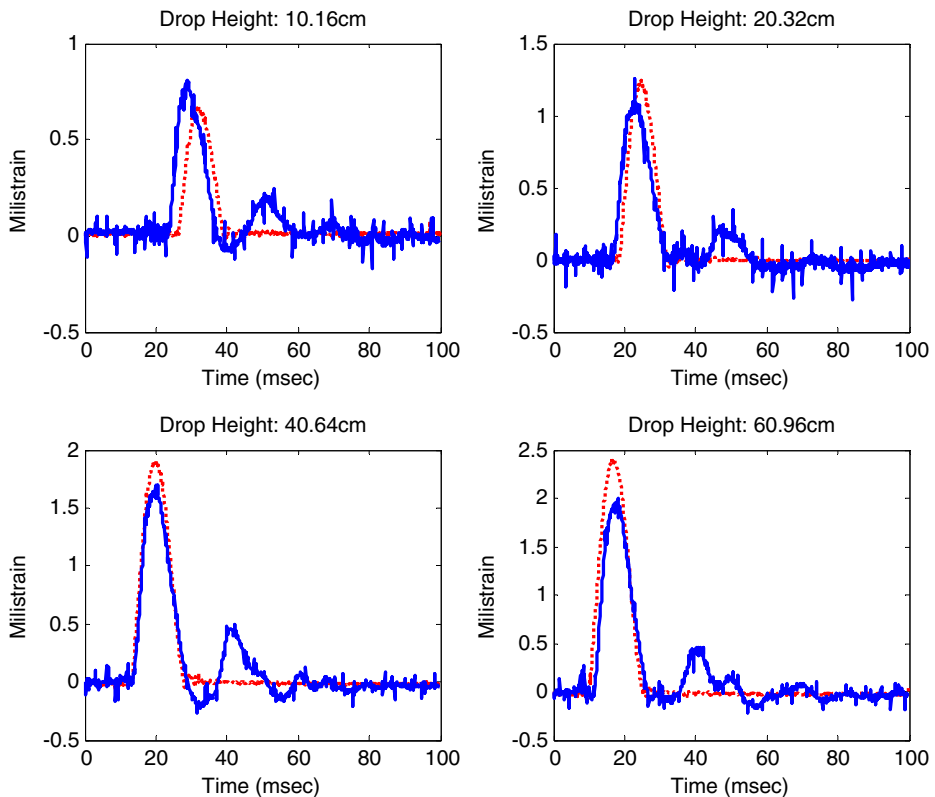 Drop Height: 10.16cm
1
0.5
0
-0.5
Milistrain
0 20 40 60 80 100
Time (msec)
Drop Height: 20.32cm
1.5
1
0.5
0
-0.5
Milistrain
0 20 40 60 80 100
Time (msec)
Drop Height: 40.64cm
2
1.5
1
0.5
0
-0.5
Milistrain
0 20 40 60 80 100
Time (msec)
Drop Height: 60.96cm
2.5
2
1.5
1
0.5
0
-0.5
Milistrain
0 20 40 60 80 100
Time (msec)